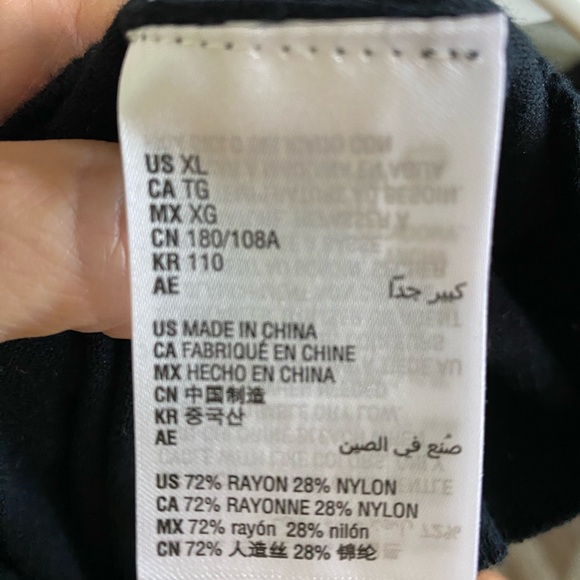 US XL
CA TG
MX XG
CN 180/108A
KR 110
AE كبير جداً
US MADE IN CHINA
CA FABRIQUÉ EN CHINE
MX HECHO EN CHINA
CN 中国制造
KR 중국산
AE صُنع في الصين
US 72% RAYON 28% NYLON
CA 72% RAYONNE 28% NYLON
MX 72% rayón 28% nilón
CN 72% 人造丝 28% 锦纶